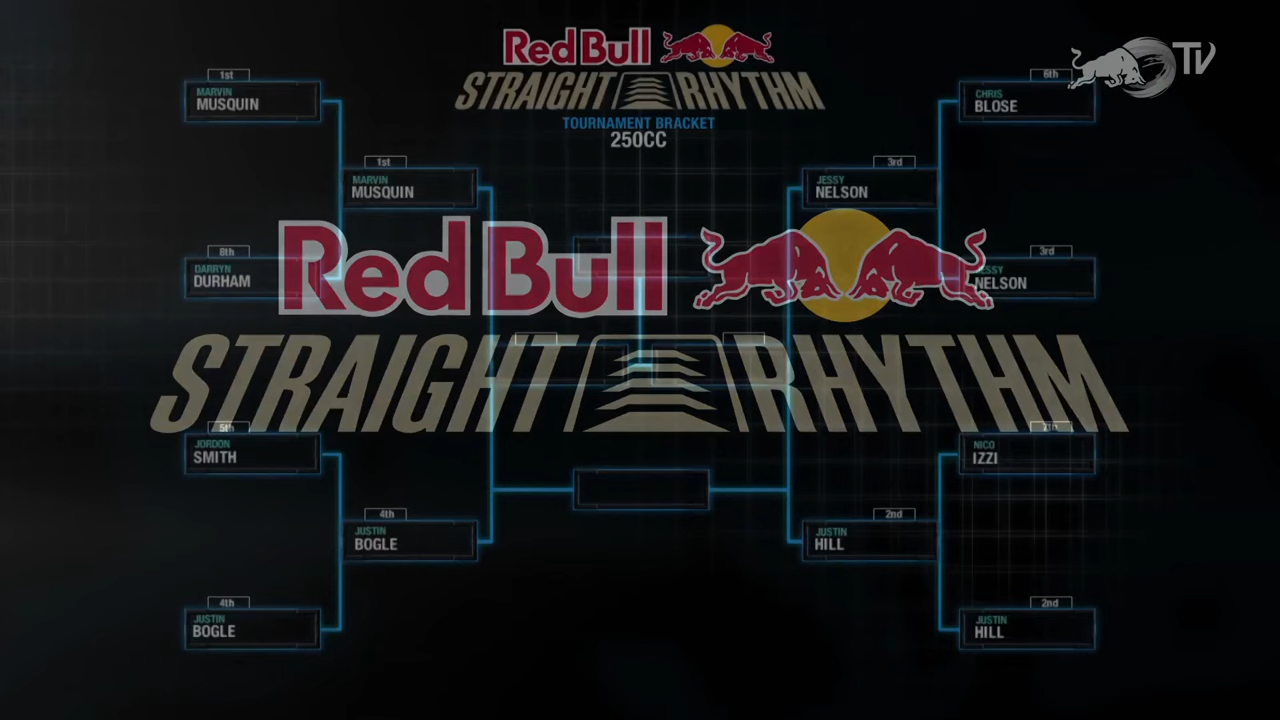 Red Bull
STRAIGHT RHYTHM
TOURNAMENT BRACKET
250CC
TV
1st
MARVIN
MUSQUIN
6th
CHRIS
BLOSE
1st
MARVIN
MUSQUIN
3rd
JESSY
NELSON
8th
DARRYN
DURHAM
3rd
JESSY
NELSON
Red Bull
STRAIGHT RHYTHM
5th
JORDON
SMITH
7th
NICO
IZZI
4th
JUSTIN
BOGLE
2nd
JUSTIN
HILL
4th
JUSTIN
BOGLE
2nd
JUSTIN
HILL